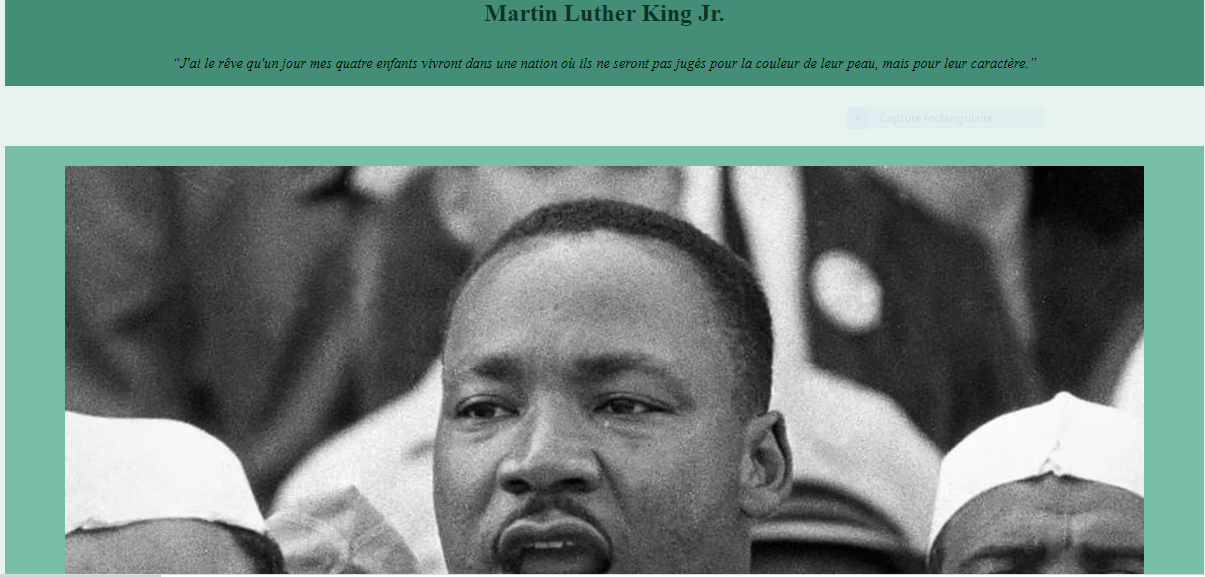 Martin Luther King Jr.
“J'ai le rêve qu'un jour mes quatre enfants vivront dans une nation où ils ne seront pas jugés pour la couleur de leur peau, mais pour leur caractère.”
Capture rectangulaire